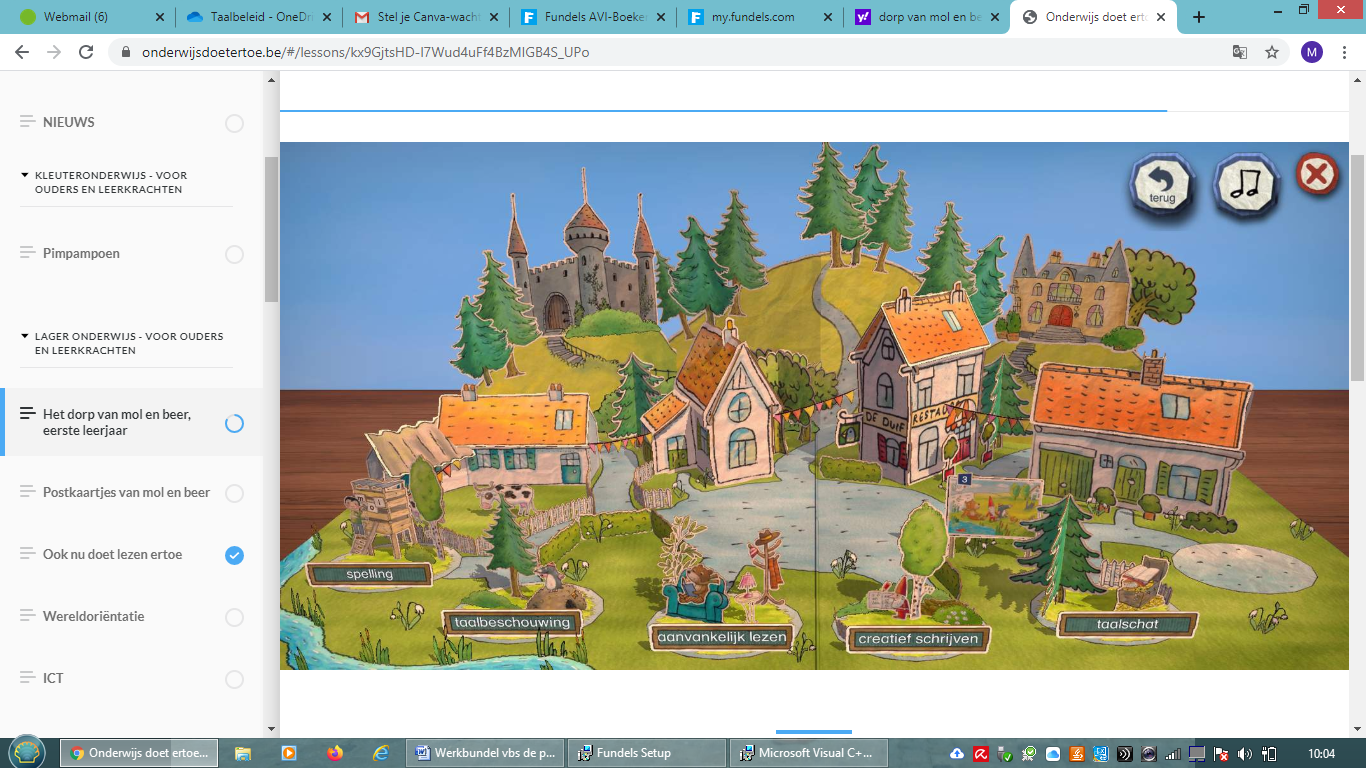 Webmail (6)
Taalbeleid - OneDri
Stel je Canva-wacht
Fundels AVI-Boeke
my.fundels.com
dorp van mol en be
Onderwijs doet ert
onderwijsdoetertoe.be/#/lessons/kx9GjtsHD-I7Wud4uFf4BzMIGB4S_UPo
M
NIEUWS
KLEUTERONDERWIJS - VOOR
OUDERS EN LEERKRACHTEN
Pimpampoen
LAGER ONDERWIJS - VOOR OUDERS
EN LEERKRACHTEN
Het dorp van mol en beer,
eerste leerjaar
Postkaartjes van mol en beer
Ook nu doet lezen ertoe
Wereldoriëntatie
ICT
terug
DE DUIF
3
spelling
taalbeschouwing
aanvankelijk lezen
creatief schrijven
taalschat
Onderwijs doet ertoe...
Werkbundel vbs de p...
Fundels Setup
Microsoft Visual C+...
10:04